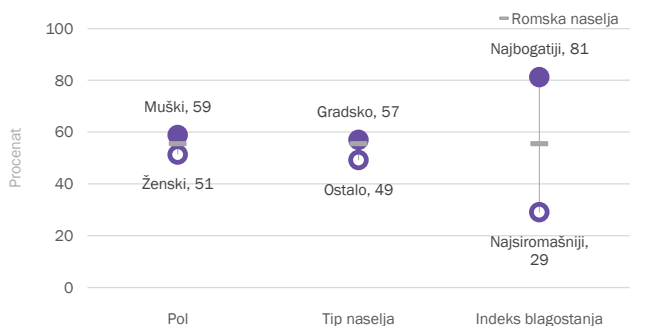 Romska naselja
100
80
60
40
20
0
Procenat
Muški, 59
Ženski, 51
Gradsko, 57
Ostalo, 49
Najbogatiji, 81
Najsiromašniji,
29
Pol
Tip naselja
Indeks blagostanja